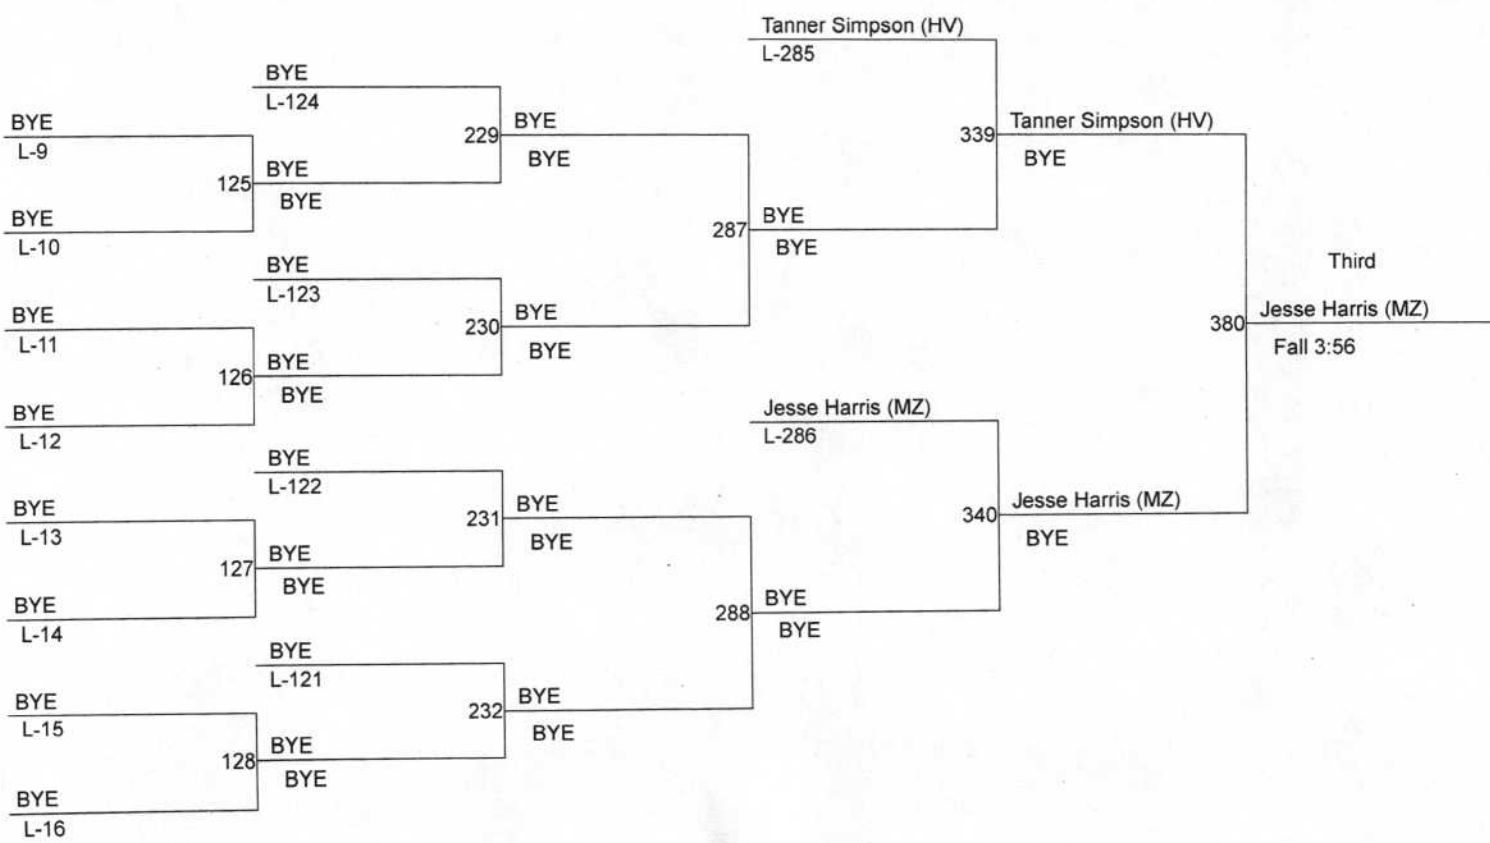 Tanner Simpson (HV)
L-285
BYE
L-124
BYE
L-9
229
BYE
BYE
339
Tanner Simpson (HV)
BYE
125
BYE
BYE
BYE
L-10
287
BYE
BYE
BYE
L-123
Third
BYE
L-11
230
BYE
BYE
380
Jesse Harris (MZ)
Fall 3:56
126
BYE
BYE
BYE
L-12
Jesse Harris (MZ)
L-286
BYE
L-122
BYE
L-13
231
BYE
BYE
340
Jesse Harris (MZ)
BYE
127
BYE
BYE
BYE
L-14
288
BYE
BYE
BYE
L-121
BYE
L-15
232
BYE
BYE
128
BYE
BYE
BYE
L-16